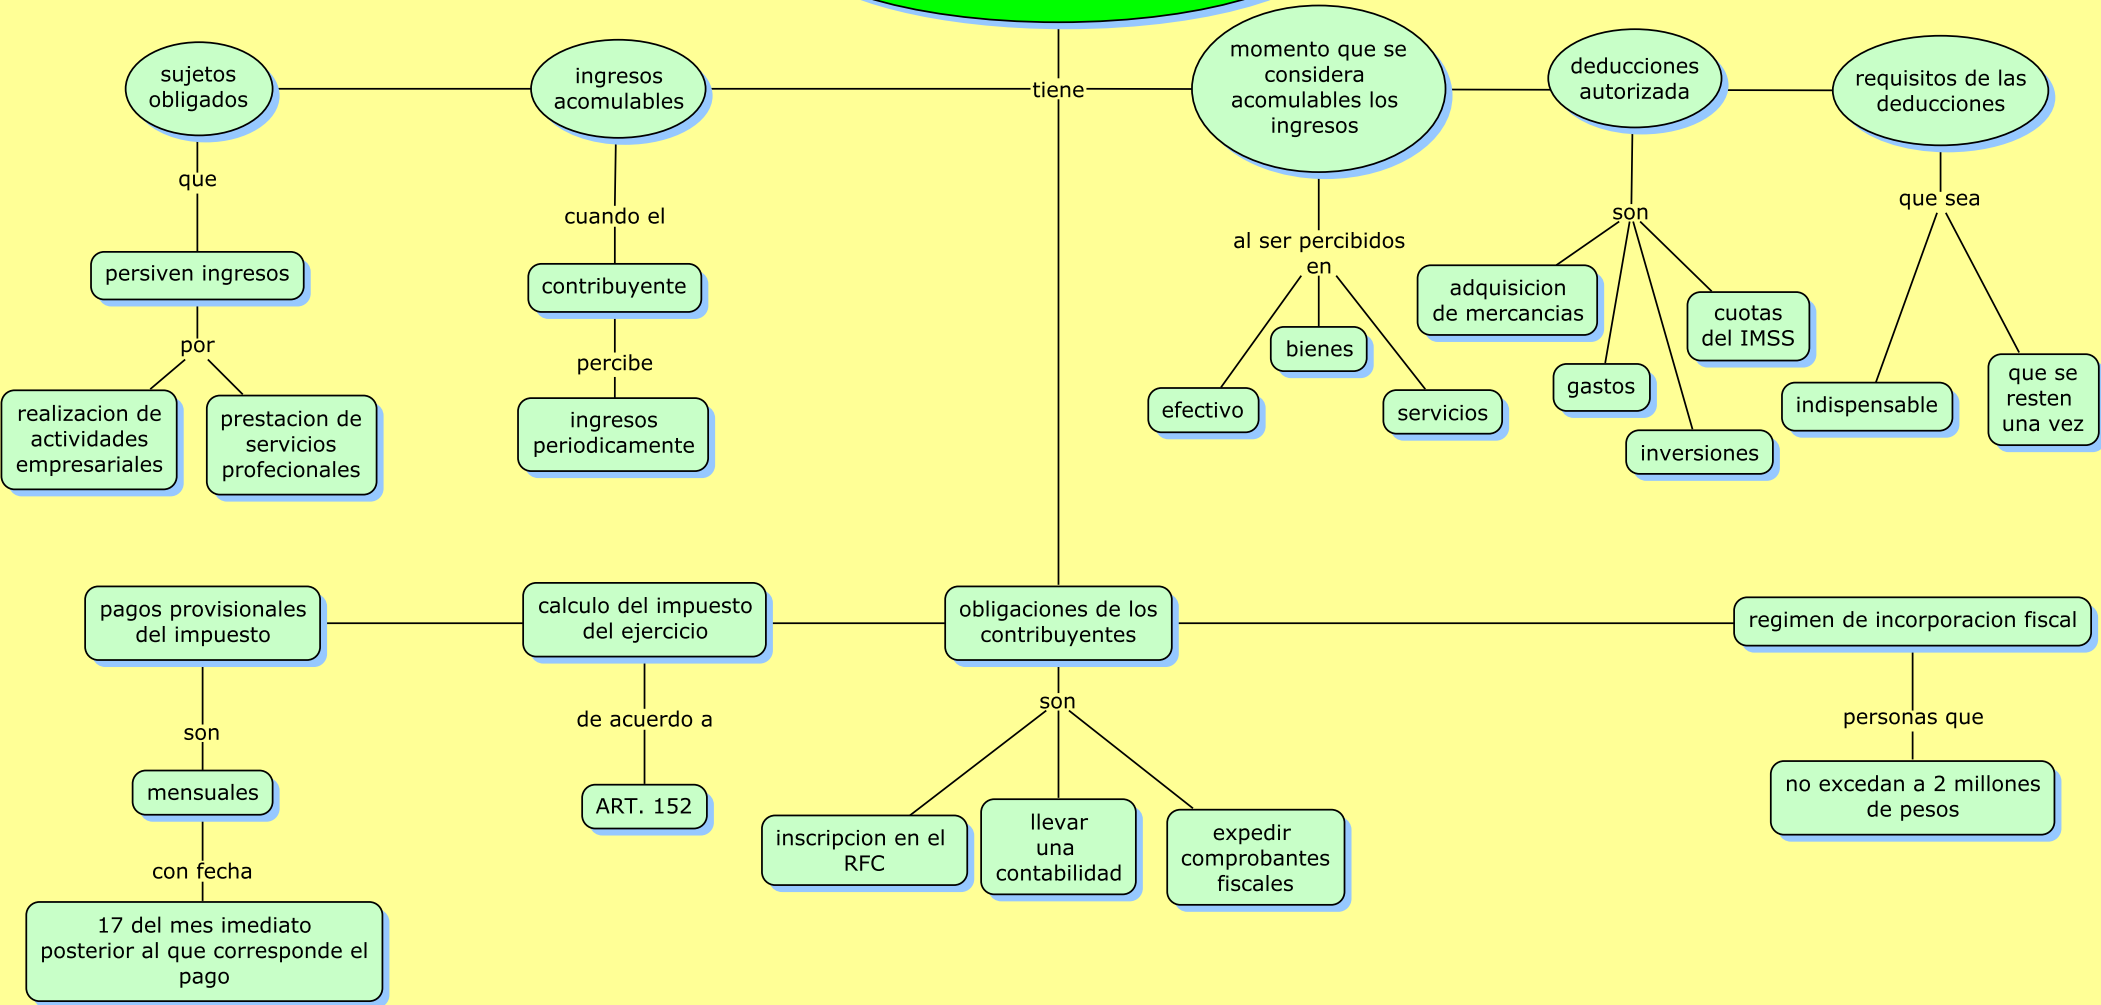 sujetos
obligados
ingresos
acomulables
tiene
momento que se
considera
acomulables los
ingresos
deducciones
autorizada
requisitos de las
deducciones
que
cuando el
al ser percibidos
en
son
que sea
persiven ingresos
contribuyente
adquisicion
de mercancias
cuotas
del IMSS
por
percibe
bienes
gastos
efectivo
servicios
inversiones
indispensable
que se
resten
una vez
realizacion de
actividades
empresariales
prestacion de
servicios
profecionales
ingresos
periodicamente
pagos provisionales
del impuesto
calculo del impuesto
del ejercicio
obligaciones de los
contribuyentes
regimen de incorporacion fiscal
son
de acuerdo a
son
personas que
mensuales
ART. 152
inscripcion en el
RFC
llevar
una
contabilidad
expedir
comprobantes
fiscales
no excedan a 2 millones
de pesos
con fecha
17 del mes imediato
posterior al que corresponde el
pago